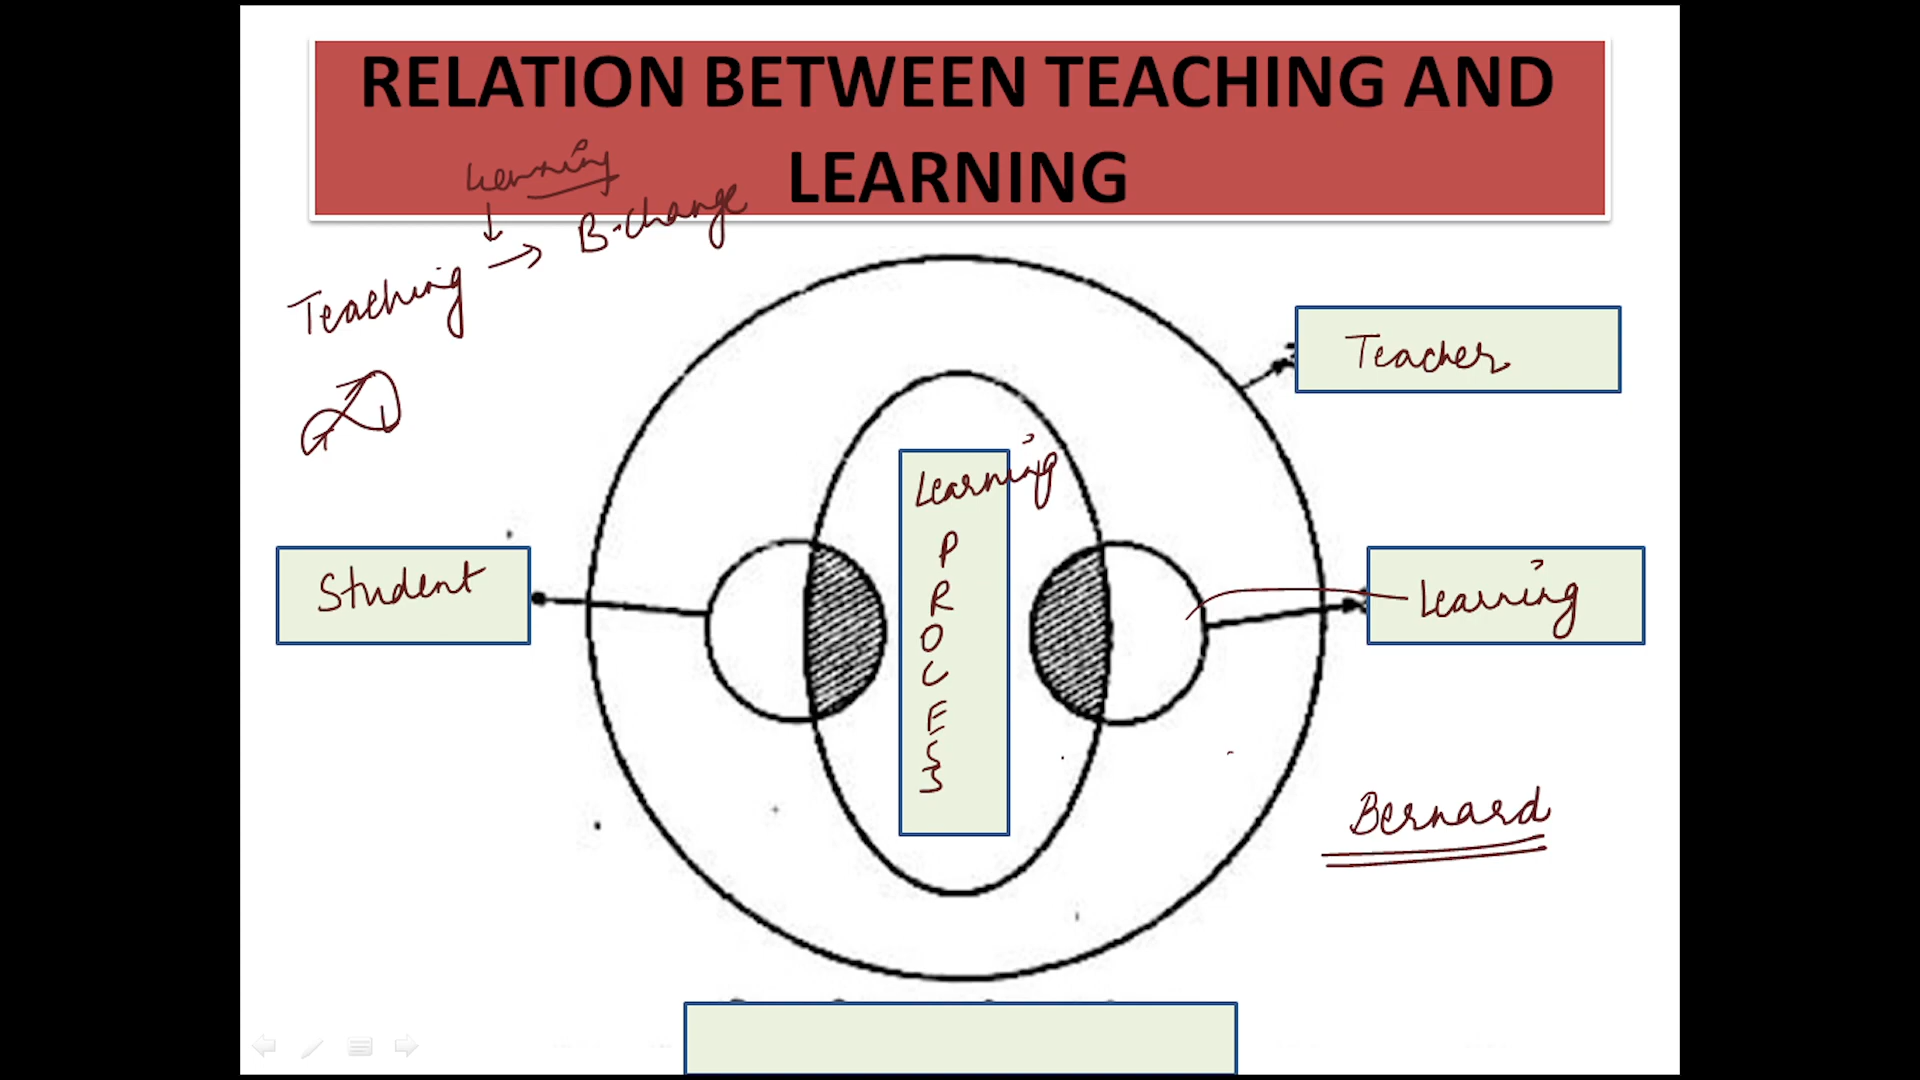 RELATION BETWEEN TEACHING AND
LEARNING
Learning
B.change
Teaching
Teacher
Learning
PROCESS
Student
Learning
Bernard